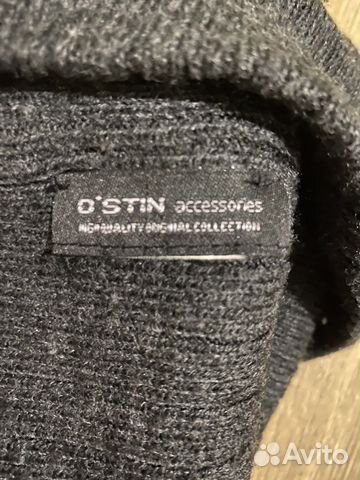 O'STIN accessories
HIGH QUALITY ORIGINAL COLLECTION
Avito